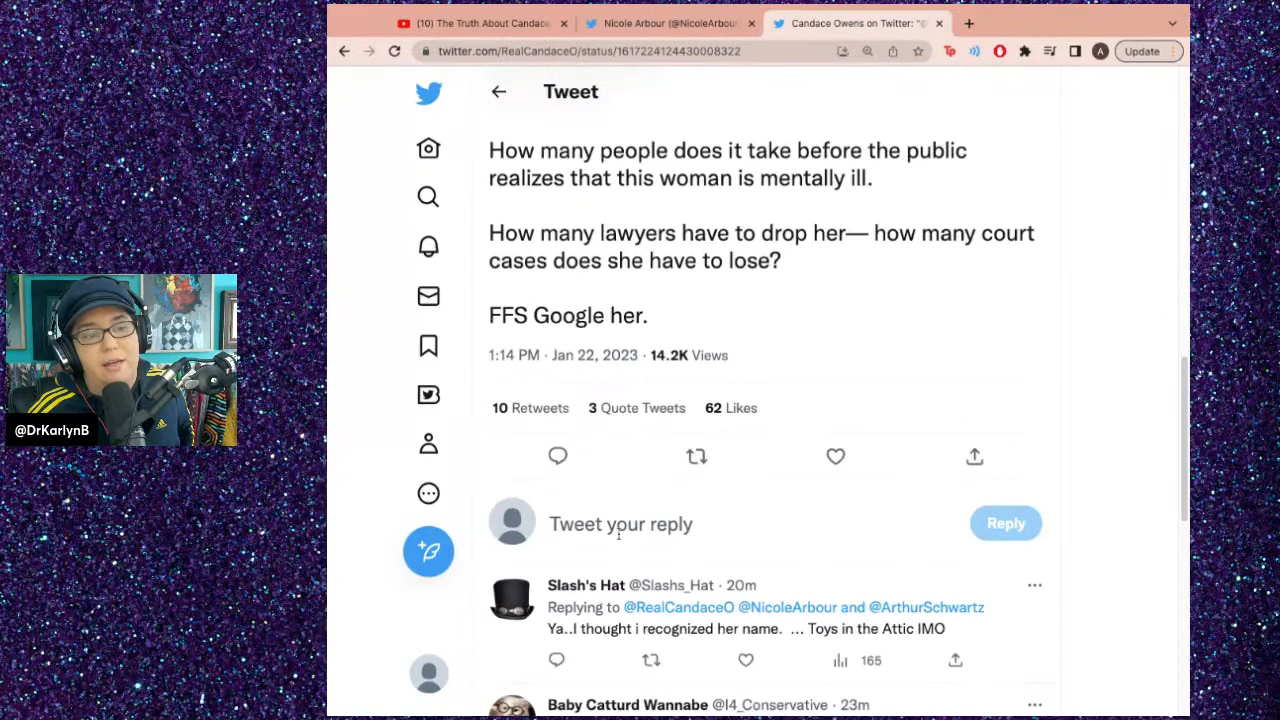 (10) The Truth About Candace
Nicole Arbour (@NicoleArbour
Candace Owens on Twitter: "@
twitter.com/RealCandaceO/status/1617224124430008322
Tp
A
Update
Tweet
How many people does it take before the public
realizes that this woman is mentally ill.
How many lawyers have to drop her— how many court
cases does she have to lose?
FFS Google her.
1:14 PM · Jan 22, 2023 · 14.2K Views
10 Retweets 3 Quote Tweets 62 Likes
Tweet your reply
Reply
Slash's Hat @Slashs_Hat · 20m
Replying to @RealCandaceO @NicoleArbour and @ArthurSchwartz
Ya..I thought i recognized her name. ... Toys in the Attic IMO
165
Baby Catturd Wannabe @I4_Conservative · 23m
@DrKarlynB